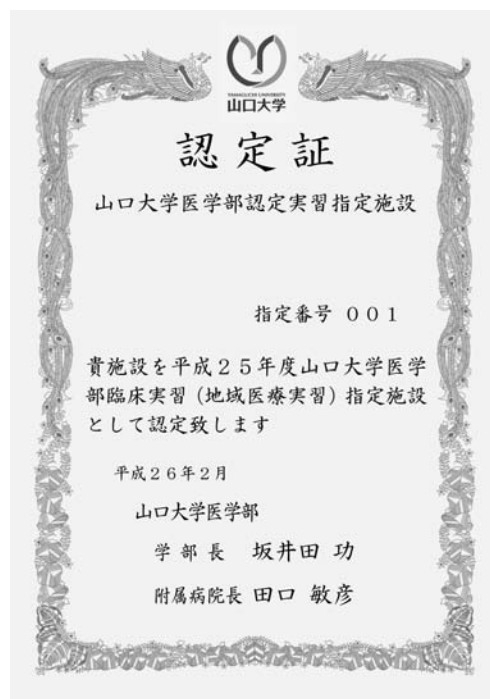 YAMAGUCHI UNIVERSITY
山口大学
認定証
山口大学医学部認定実習指定施設
指定番号 ００１
貴施設を平成２５年度山口大学医学
部臨床実習（地域医療実習）指定施設
として認定致します
平成２６年２月
山口大学医学部
学部長 坂井田 功
附属病院長 田口 敏彦